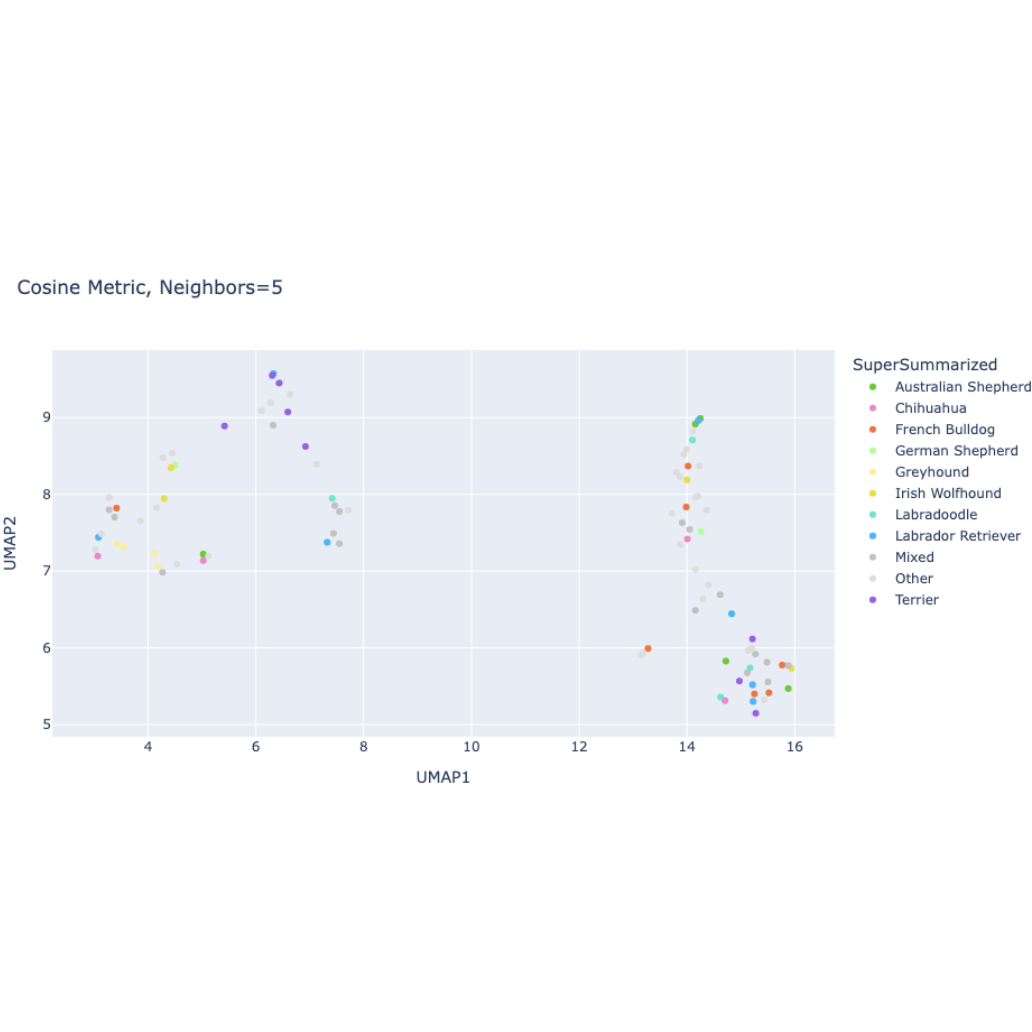 Cosine Metric, Neighbors=5
SuperSummarized
Australian Shepherd
Chihuahua
French Bulldog
German Shepherd
Greyhound
Irish Wolfhound
Labradoodle
Labrador Retriever
Mixed
Other
Terrier
9
8
7
6
5
UMAP2
4 6 8 10 12 14 16
UMAP1